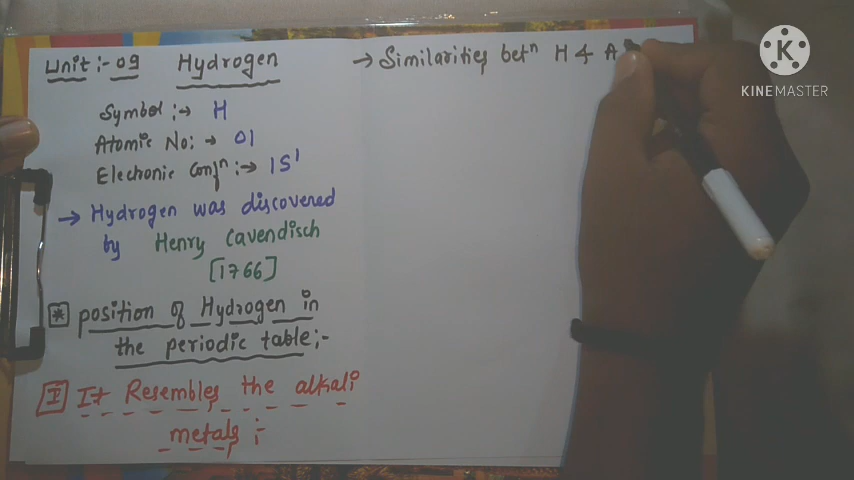 Unit:- 09 Hydrogen
Symbol :→ H
Atomic No: → 01
Electronic Confⁿ :→ 1S¹
→ Hydrogen was discovered
by Henry Cavendisch
[1766]
* position of Hydrogen in
the periodic table;-
I It Resembles the alkali
metals :-
→ Similarities betⁿ H & A
K
KINEMASTER